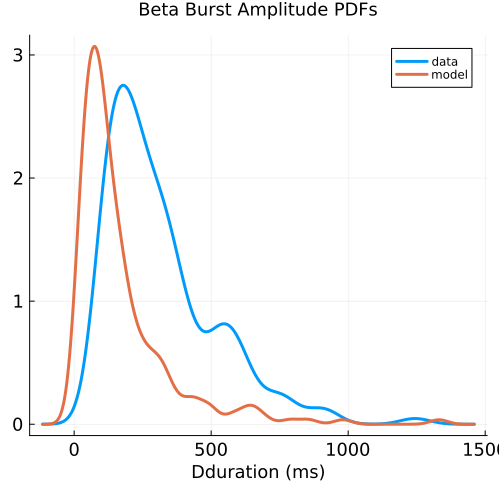 Beta Burst Amplitude PDFs
data
model
3
2
1
0
0 500 1000 1500
Dduration (ms)